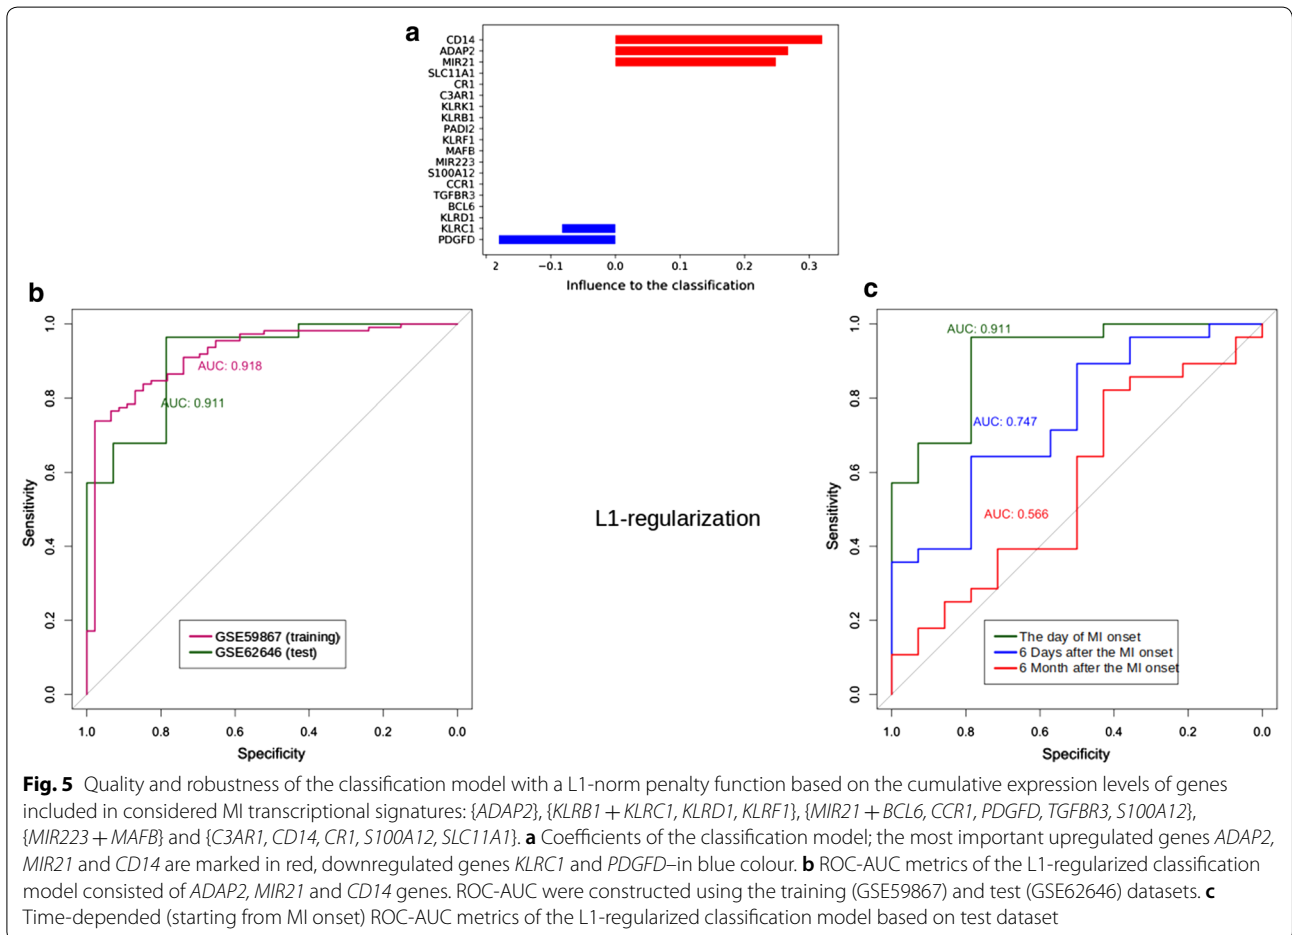 a
CD14
ADAP2
MIR21
SLC11A1
CR1
C3AR1
KLRK1
KLRB1
PADI2
KLRF1
MAFB
MIR223
S100A12
CCR1
TGFBR3
BCL6
KLRD1
KLRC1
PDGFD
2 −0.1 0.0 0.1 0.2 0.3
Influence to the classification
b
1.0
0.8
0.6
0.4
0.2
0.0
Sensitivity
AUC: 0.918
AUC: 0.911
GSE59867 (training)
GSE62646 (test)
1.0 0.8 0.6 0.4 0.2 0.0
Specificity
L1-regularization
c
1.0
0.8
0.6
0.4
0.2
0.0
Sensitivity
AUC: 0.911
AUC: 0.747
AUC: 0.566
The day of MI onset
6 Days after the MI onset
6 Month after the MI onset
1.0 0.8 0.6 0.4 0.2 0.0
Specificity
Fig. 5 Quality and robustness of the classification model with a L1-norm penalty function based on the cumulative expression levels of genes
included in considered MI transcriptional signatures: {ADAP2}, {KLRB1 + KLRC1, KLRD1, KLRF1}, {MIR21 + BCL6, CCR1, PDGFD, TGFBR3, S100A12},
{MIR223 + MAFB} and {C3AR1, CD14, CR1, S100A12, SLC11A1}. a Coefficients of the classification model; the most important upregulated genes ADAP2,
MIR21 and CD14 are marked in red, downregulated genes KLRC1 and PDGFD–in blue colour. b ROC-AUC metrics of the L1-regularized classification
model consisted of ADAP2, MIR21 and CD14 genes. ROC-AUC were constructed using the training (GSE59867) and test (GSE62646) datasets. c
Time-depended (starting from MI onset) ROC-AUC metrics of the L1-regularized classification model based on test dataset